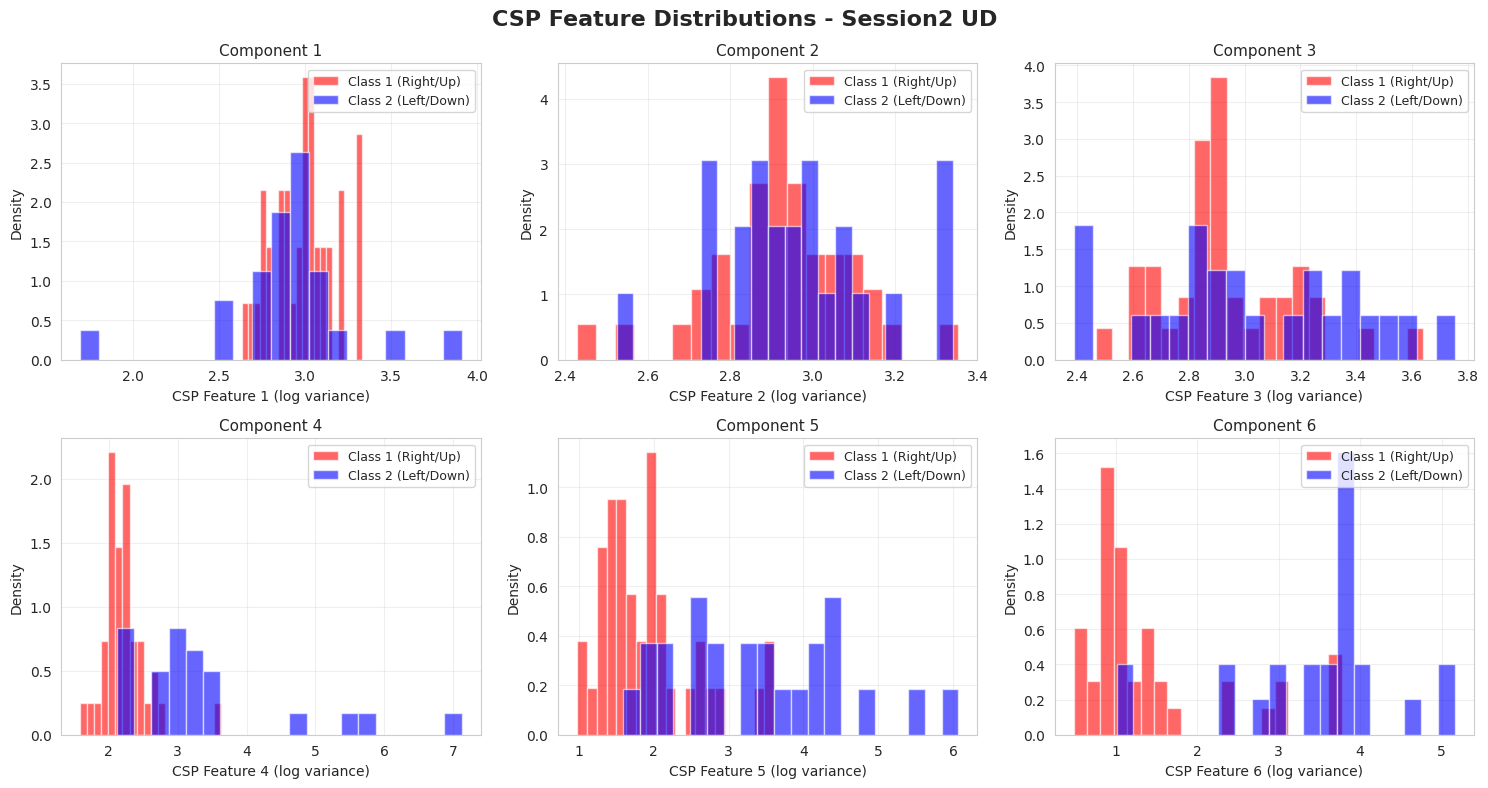 CSP Feature Distributions - Session2 UD
Component 1
Class 1 (Right/Up)
Class 2 (Left/Down)
Density
3.5
3.0
2.5
2.0
1.5
1.0
0.5
0.0
2.0 2.5 3.0 3.5 4.0
CSP Feature 1 (log variance)
Component 2
Class 1 (Right/Up)
Class 2 (Left/Down)
Density
4
3
2
1
0
2.4 2.6 2.8 3.0 3.2 3.4
CSP Feature 2 (log variance)
Component 3
Class 1 (Right/Up)
Class 2 (Left/Down)
Density
4.0
3.5
3.0
2.5
2.0
1.5
1.0
0.5
0.0
2.4 2.6 2.8 3.0 3.2 3.4 3.6 3.8
CSP Feature 3 (log variance)
Component 4
Class 1 (Right/Up)
Class 2 (Left/Down)
Density
2.0
1.5
1.0
0.5
0.0
2 3 4 5 6 7
CSP Feature 4 (log variance)
Component 5
Class 1 (Right/Up)
Class 2 (Left/Down)
Density
1.0
0.8
0.6
0.4
0.2
0.0
1 2 3 4 5 6
CSP Feature 5 (log variance)
Component 6
Class 1 (Right/Up)
Class 2 (Left/Down)
Density
1.6
1.4
1.2
1.0
0.8
0.6
0.4
0.2
0.0
1 2 3 4 5
CSP Feature 6 (log variance)